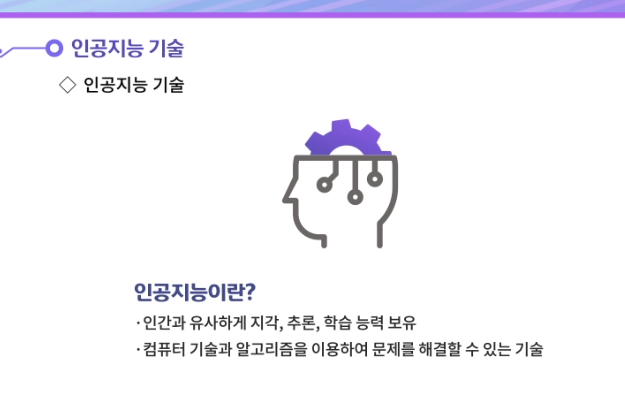 인공지능 기술
◇ 인공지능 기술
인공지능이란?
·인간과 유사하게 지각, 추론, 학습 능력 보유
·컴퓨터 기술과 알고리즘을 이용하여 문제를 해결할 수 있는 기술